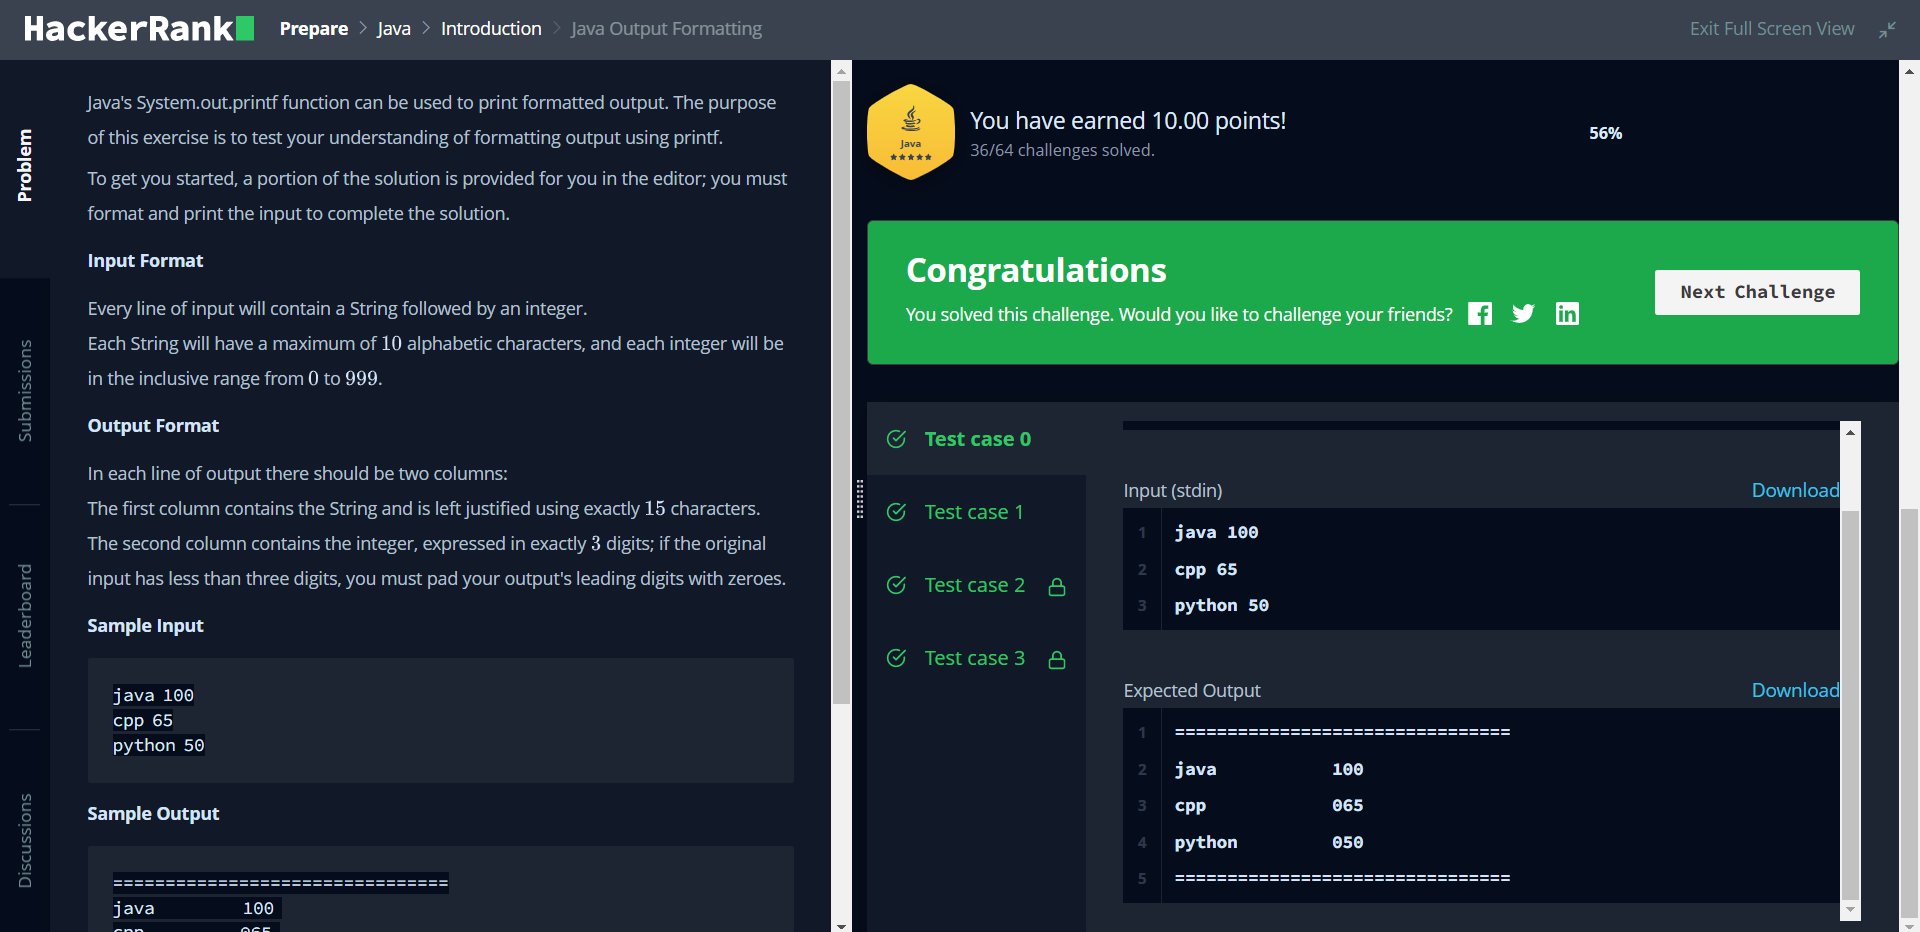 HackerRank
Prepare > Java > Introduction > Java Output Formatting
Exit Full Screen View
Problem
Submissions
Leaderboard
Discussions
Java's System.out.printf function can be used to print formatted output. The purpose
of this exercise is to test your understanding of formatting output using printf.
To get you started, a portion of the solution is provided for you in the editor; you must
format and print the input to complete the solution.
Input Format
Every line of input will contain a String followed by an integer.
Each String will have a maximum of 10 alphabetic characters, and each integer will be
in the inclusive range from 0 to 999.
Output Format
In each line of output there should be two columns:
The first column contains the String and is left justified using exactly 15 characters.
The second column contains the integer, expressed in exactly 3 digits; if the original
input has less than three digits, you must pad your output's leading digits with zeroes.
Sample Input
java 100
cpp 65
python 50
Sample Output
================================
java           100
cpp            065
Java
★★★★★
You have earned 10.00 points!
36/64 challenges solved.
56%
Congratulations
You solved this challenge. Would you like to challenge your friends?
Next Challenge
Test case 0
Test case 1
Test case 2
Test case 3
Input (stdin)
Download
1 java 100
2 cpp 65
3 python 50
Expected Output
Download
1 ================================
2 java           100
3 cpp            065
4 python         050
5 ================================